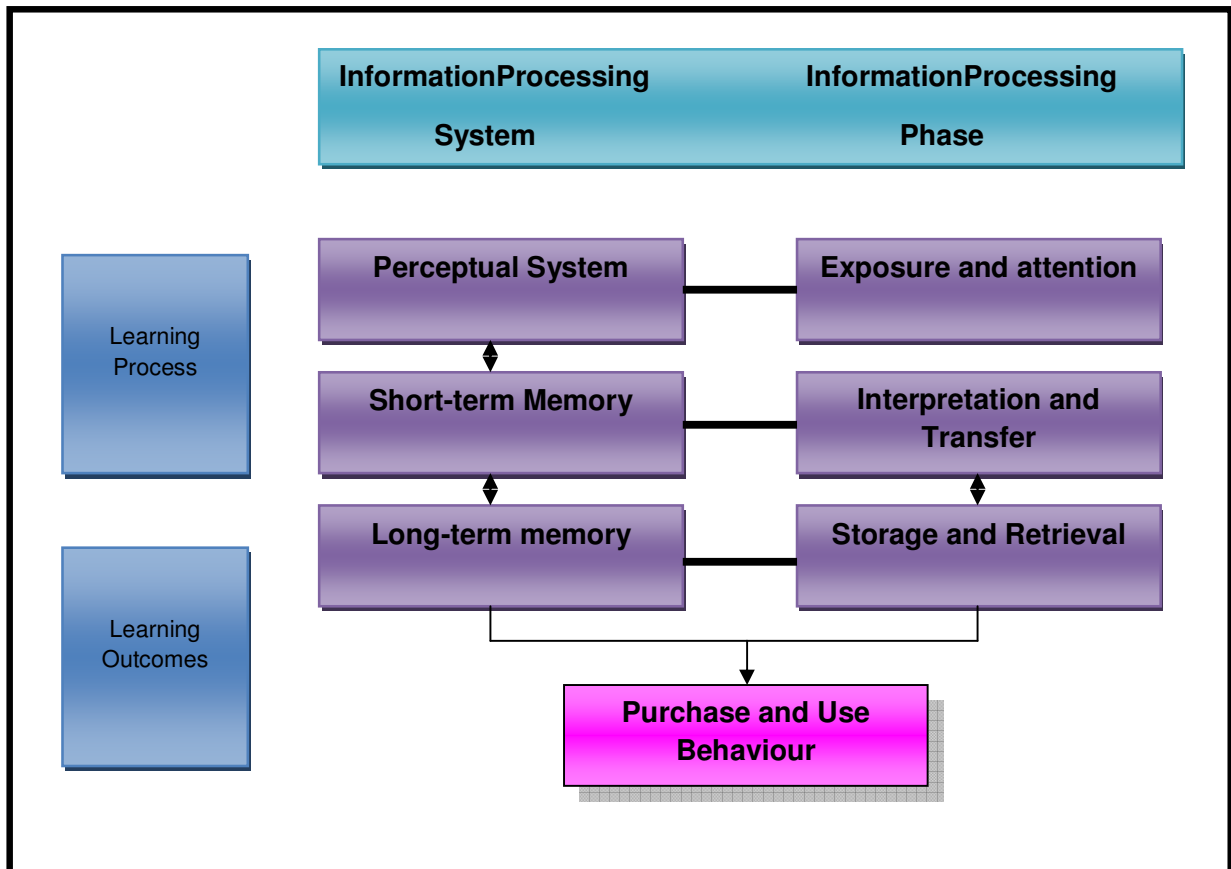 InformationProcessing
System
InformationProcessing
Phase
Learning
Process
Perceptual System
Exposure and attention
Short-term Memory
Interpretation and
Transfer
Long-term memory
Storage and Retrieval
Learning
Outcomes
Purchase and Use
Behaviour